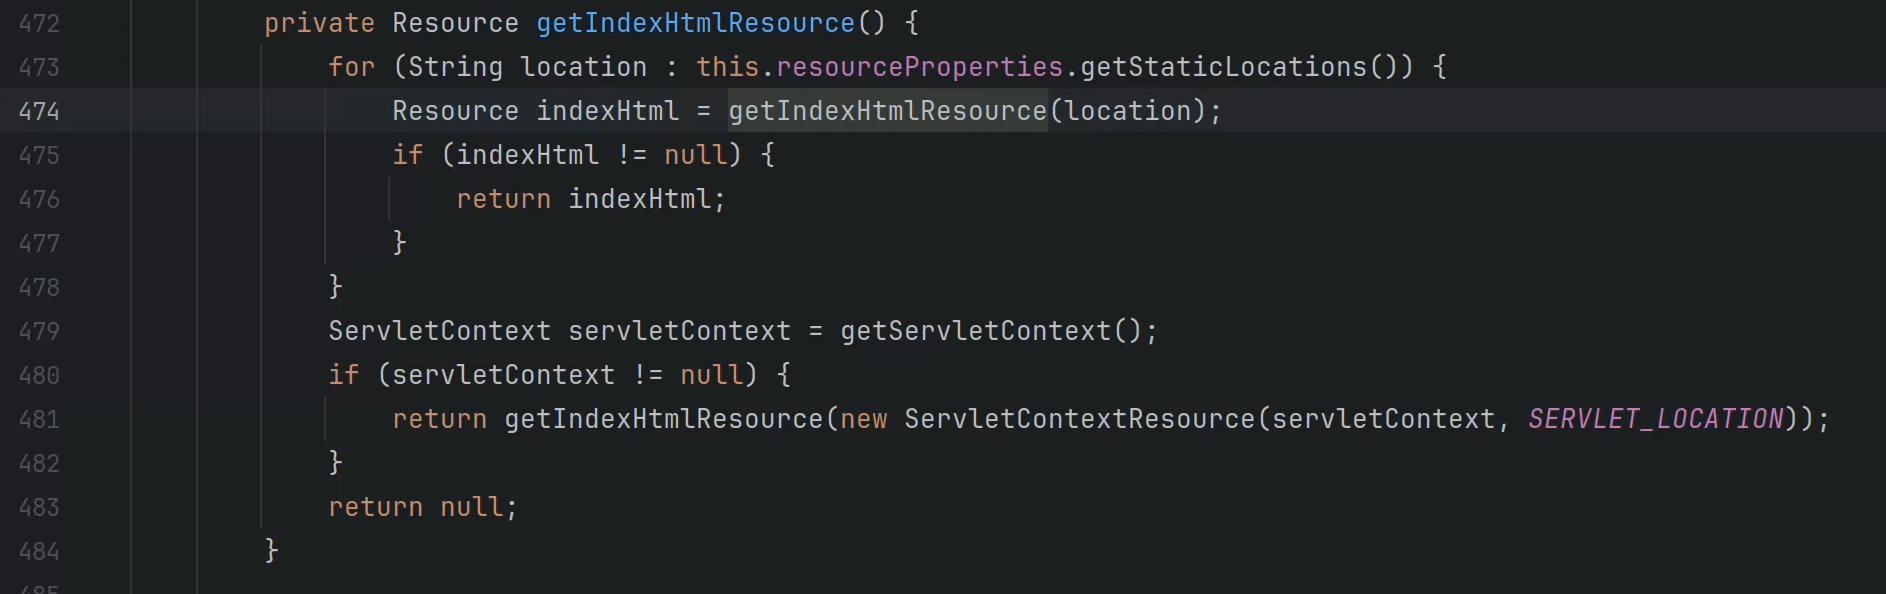 472 private Resource getIndexHtmlResource() {
473 for (String location : this.resourceProperties.getStaticLocations()) {
474 Resource indexHtml = getIndexHtmlResource(location);
475 if (indexHtml != null) {
476 return indexHtml;
477 }
478 }
479 ServletContext servletContext = getServletContext();
480 if (servletContext != null) {
481 return getIndexHtmlResource(new ServletContextResource(servletContext, SERVLET_LOCATION));
482 }
483 return null;
484 }
485